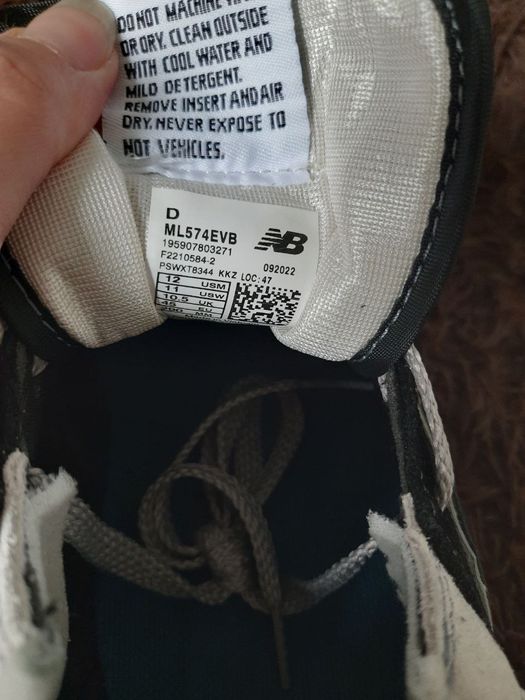 DO NOT MACHINE
OR DRY. CLEAN OUTSIDE
WITH COOL WATER AND
MILD DETERGENT.
REMOVE INSERT AND AIR
DRY. NEVER EXPOSE TO
HOT VEHICLES.
D
ML574EVB
195907803271
F2210584-2 092022
PSWXT8344 KKZ LOC:47
NB
12 USM
11 USW
10.5 UK
EU
MM